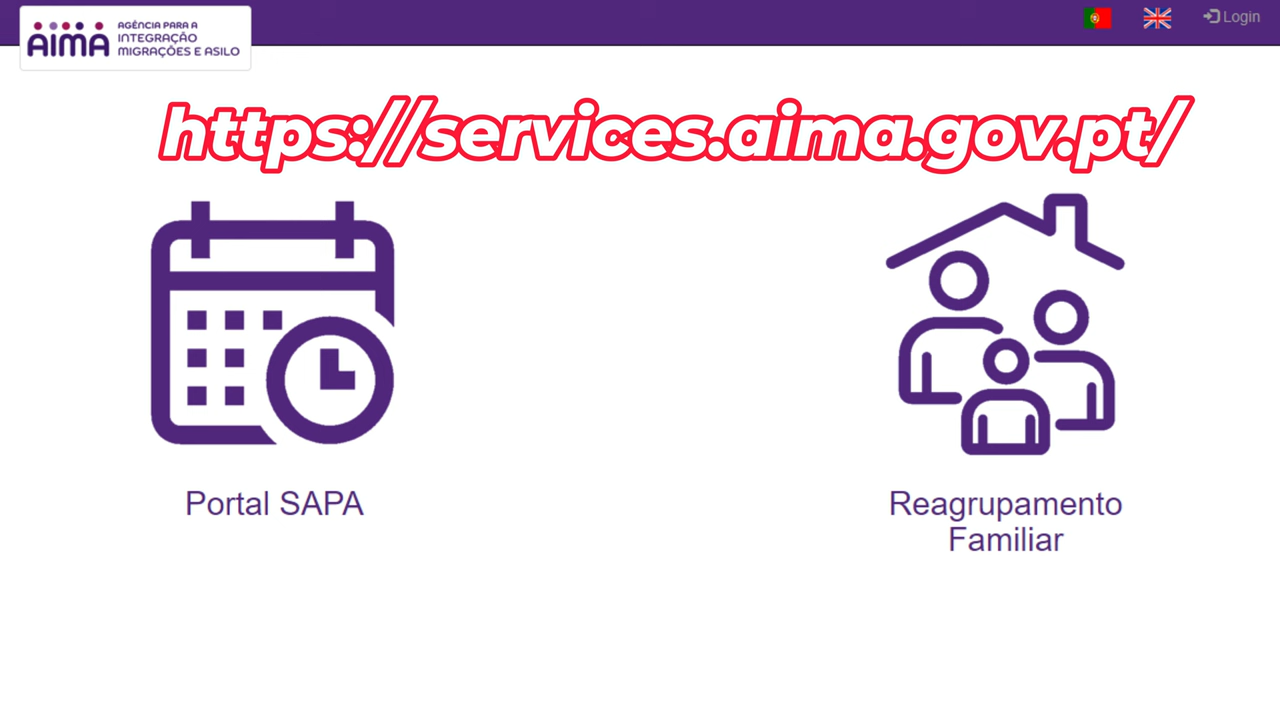 AIMA
AGÊNCIA PARA A
INTEGRAÇÃO
MIGRAÇÕES E ASILO
Login
https://services.aima.gov.pt/
Portal SAPA
Reagrupamento
Familiar